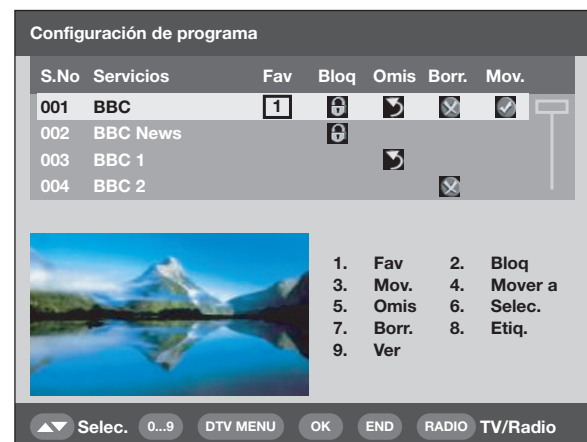 Configuración de programa
S.No Servicios Fav Bloq Omis Borr. Mov.
001 BBC 1
002 BBC News
003 BBC 1
004 BBC 2
1. Fav 2. Bloq
3. Mov. 4. Mover a
5. Omis 6. Selec.
7. Borr. 8. Etiq.
9. Ver
Selec. 0...9 DTV MENU OK END RADIO TV/Radio